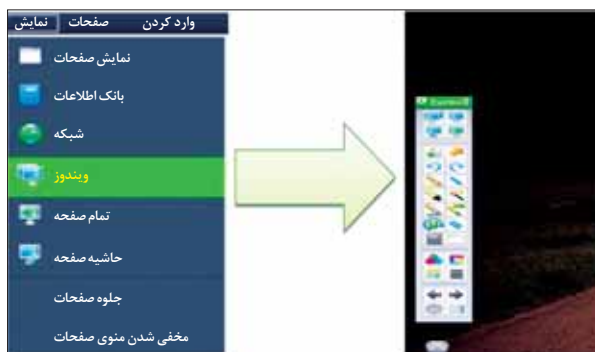 نمایش صفحات وارد کردن
نمایش صفحات
بانک اطلاعات
شبکه
ویندوز
تمام صفحه
حاشیه صفحه
جلوه صفحات
مخفی شدن منوی صفحات